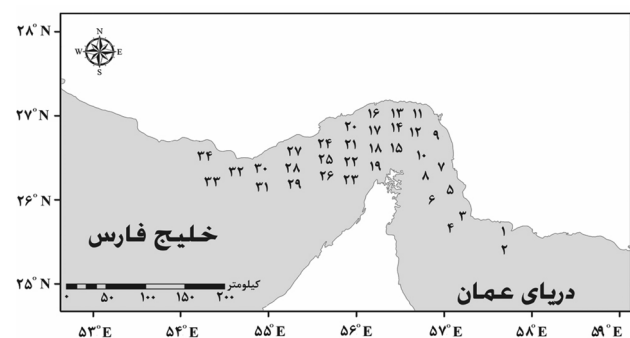 ۲۸°N
N
W E
S
۲۷°N
۱۶ ۱۳ ۱۱
۲۰ ۱۷ ۱۴ ۱۲ ۹
۲۷ ۲۴ ۲۱ ۱۸ ۱۵
۳۴ ۲۵ ۲۲ ۱۰
۳۲ ۳۰ ۲۸ ۱۹ ۷
۳۳ ۳۱ ۲۹ ۲۶ ۲۳ ۸
۵
۲۶°N
۶
۳
۴ ۱
۲
خلیج فارس
۲۵°N
کیلومتر
۰ ۵۰ ۱۰۰ ۱۵۰ ۲۰۰
دریای عمان
۵۳°E ۵۴°E ۵۵°E ۵۶°E ۵۷°E ۵۸°E ۵۹°E